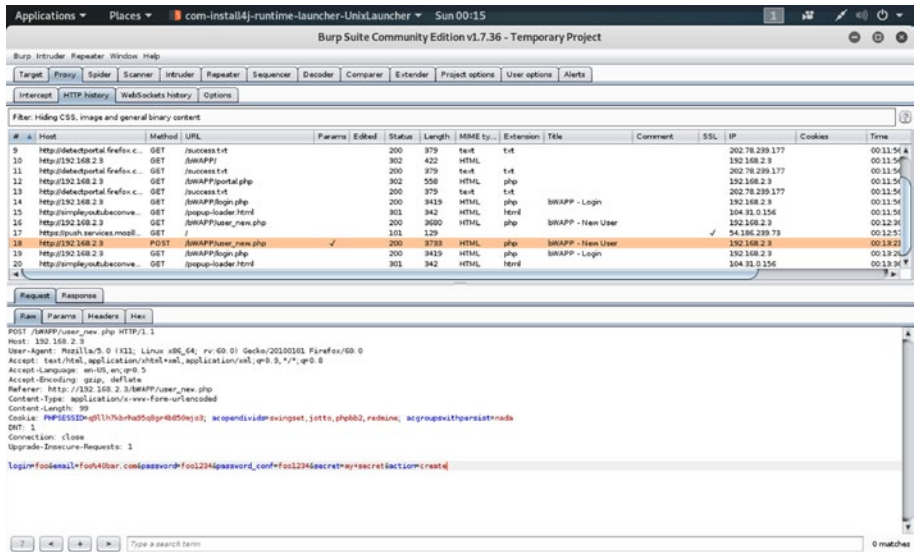 Applications Places com-install4j-runtime-launcher-UnixLauncher Sun 00:15 1
Burp Suite Community Edition v1.7.36 - Temporary Project
Burp Intruder Repeater Window Help
Target Proxy Spider Scanner Intruder Repeater Sequencer Decoder Comparer Extender Project options User options Alerts
Intercept HTTP history WebSockets history Options
Filter: Hiding CSS, image and general binary content ?
# Host Method URL Params Edited Status Length MIME ty... Extension Title Comment SSL IP Cookies Time
9 http://detectportal.firefox.c... GET /success.txt 200 379 text txt 202.78.239.177 00:11:56
10 http://192.168.2.3 GET /bWAPP/ 302 422 HTML 192.168.2.3 00:11:56
11 http://detectportal.firefox.c... GET /success.txt 200 379 text txt 202.78.239.177 00:11:56
12 http://192.168.2.3 GET /bWAPP/portal.php 302 558 HTML php 192.168.2.3 00:11:56
13 http://detectportal.firefox.c... GET /success.txt 200 379 text txt 202.78.239.177 00:11:56
14 http://192.168.2.3 GET /bWAPP/login.php 200 3419 HTML php bWAPP - Login 192.168.2.3 00:11:56
15 http://simpleyoutubeconve... GET /popup-loader.html 301 342 HTML html 104.31.0.156 00:11:58
16 http://192.168.2.3 GET /bWAPP/user_new.php 200 3680 HTML php bWAPP - New User 192.168.2.3 00:12:30
17 https://push.services.mozill... GET / 101 129 ✓ 54.186.239.73 00:12:57
18 http://192.168.2.3 POST /bWAPP/user_new.php ✓ 200 3733 HTML php bWAPP - New User 192.168.2.3 00:13:23
19 http://192.168.2.3 GET /bWAPP/login.php 200 3419 HTML php bWAPP - Login 192.168.2.3
20 http://simpleyoutubeconve... GET /popup-loader.html 301 342 HTML html 104.31.0.156
Request Response
Raw Params Headers Hex
POST /bWAPP/user_new.php HTTP/1.1
Host: 192.168.2.3
User-Agent: Mozilla/5.0 (X11; Linux x86_64; rv:60.0) Gecko/20100101 Firefox/60.0
Accept: text/html,application/xhtml+xml,application/xml;q=0.9,*/*;q=0.8
Accept-Language: en-US,en;q=0.5
Accept-Encoding: gzip, deflate
Referer: http://192.168.2.3/bWAPP/user_new.php
Content-Type: application/x-www-form-urlencoded
Content-Length: 99
Cookie: acopendivids=swingset,jotto,phpbb2,redmine; acgroupswithpersist=nada
DNT: 1
Connection: close
Upgrade-Insecure-Requests: 1
login=foo&email=foo%40bar.com&password=foo1234&password_conf=foo1234&secret=my+secret&action=create
? < + > Type a search term 0 matches